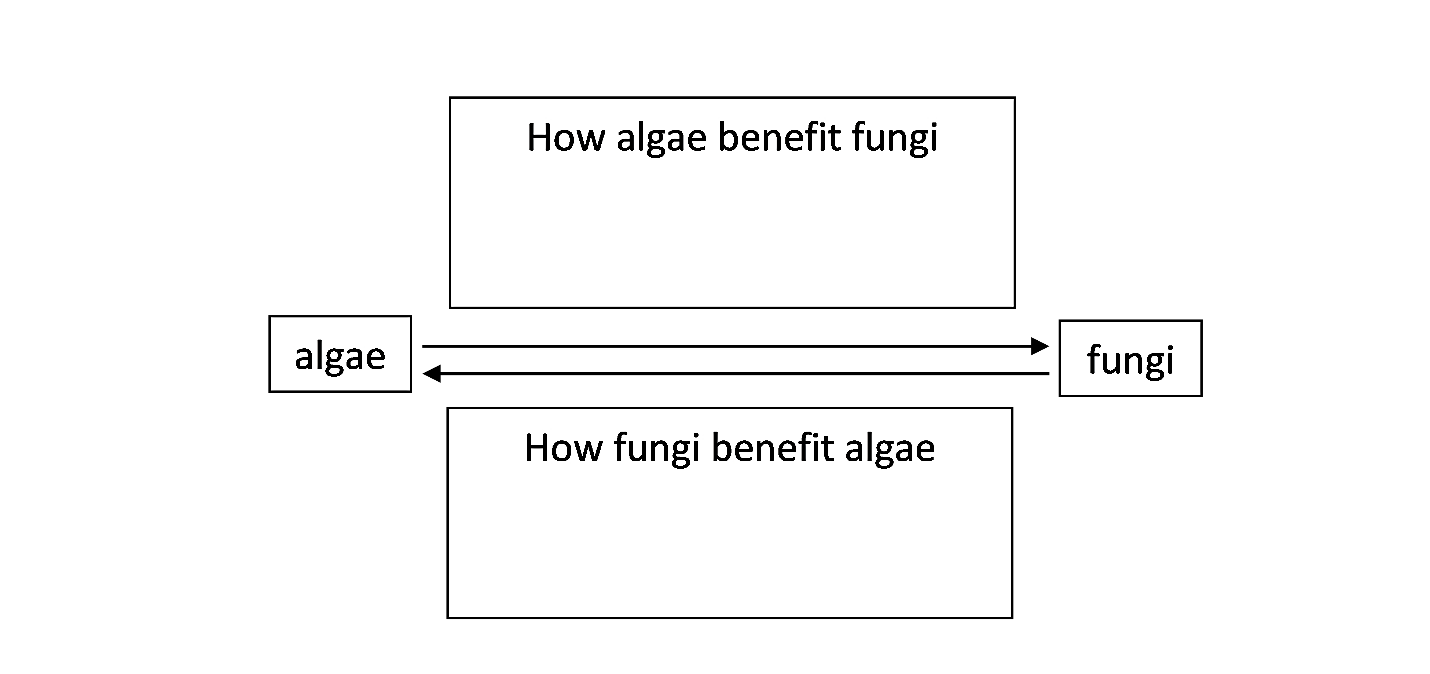 How algae benefit fungi
algae
fungi
How fungi benefit algae